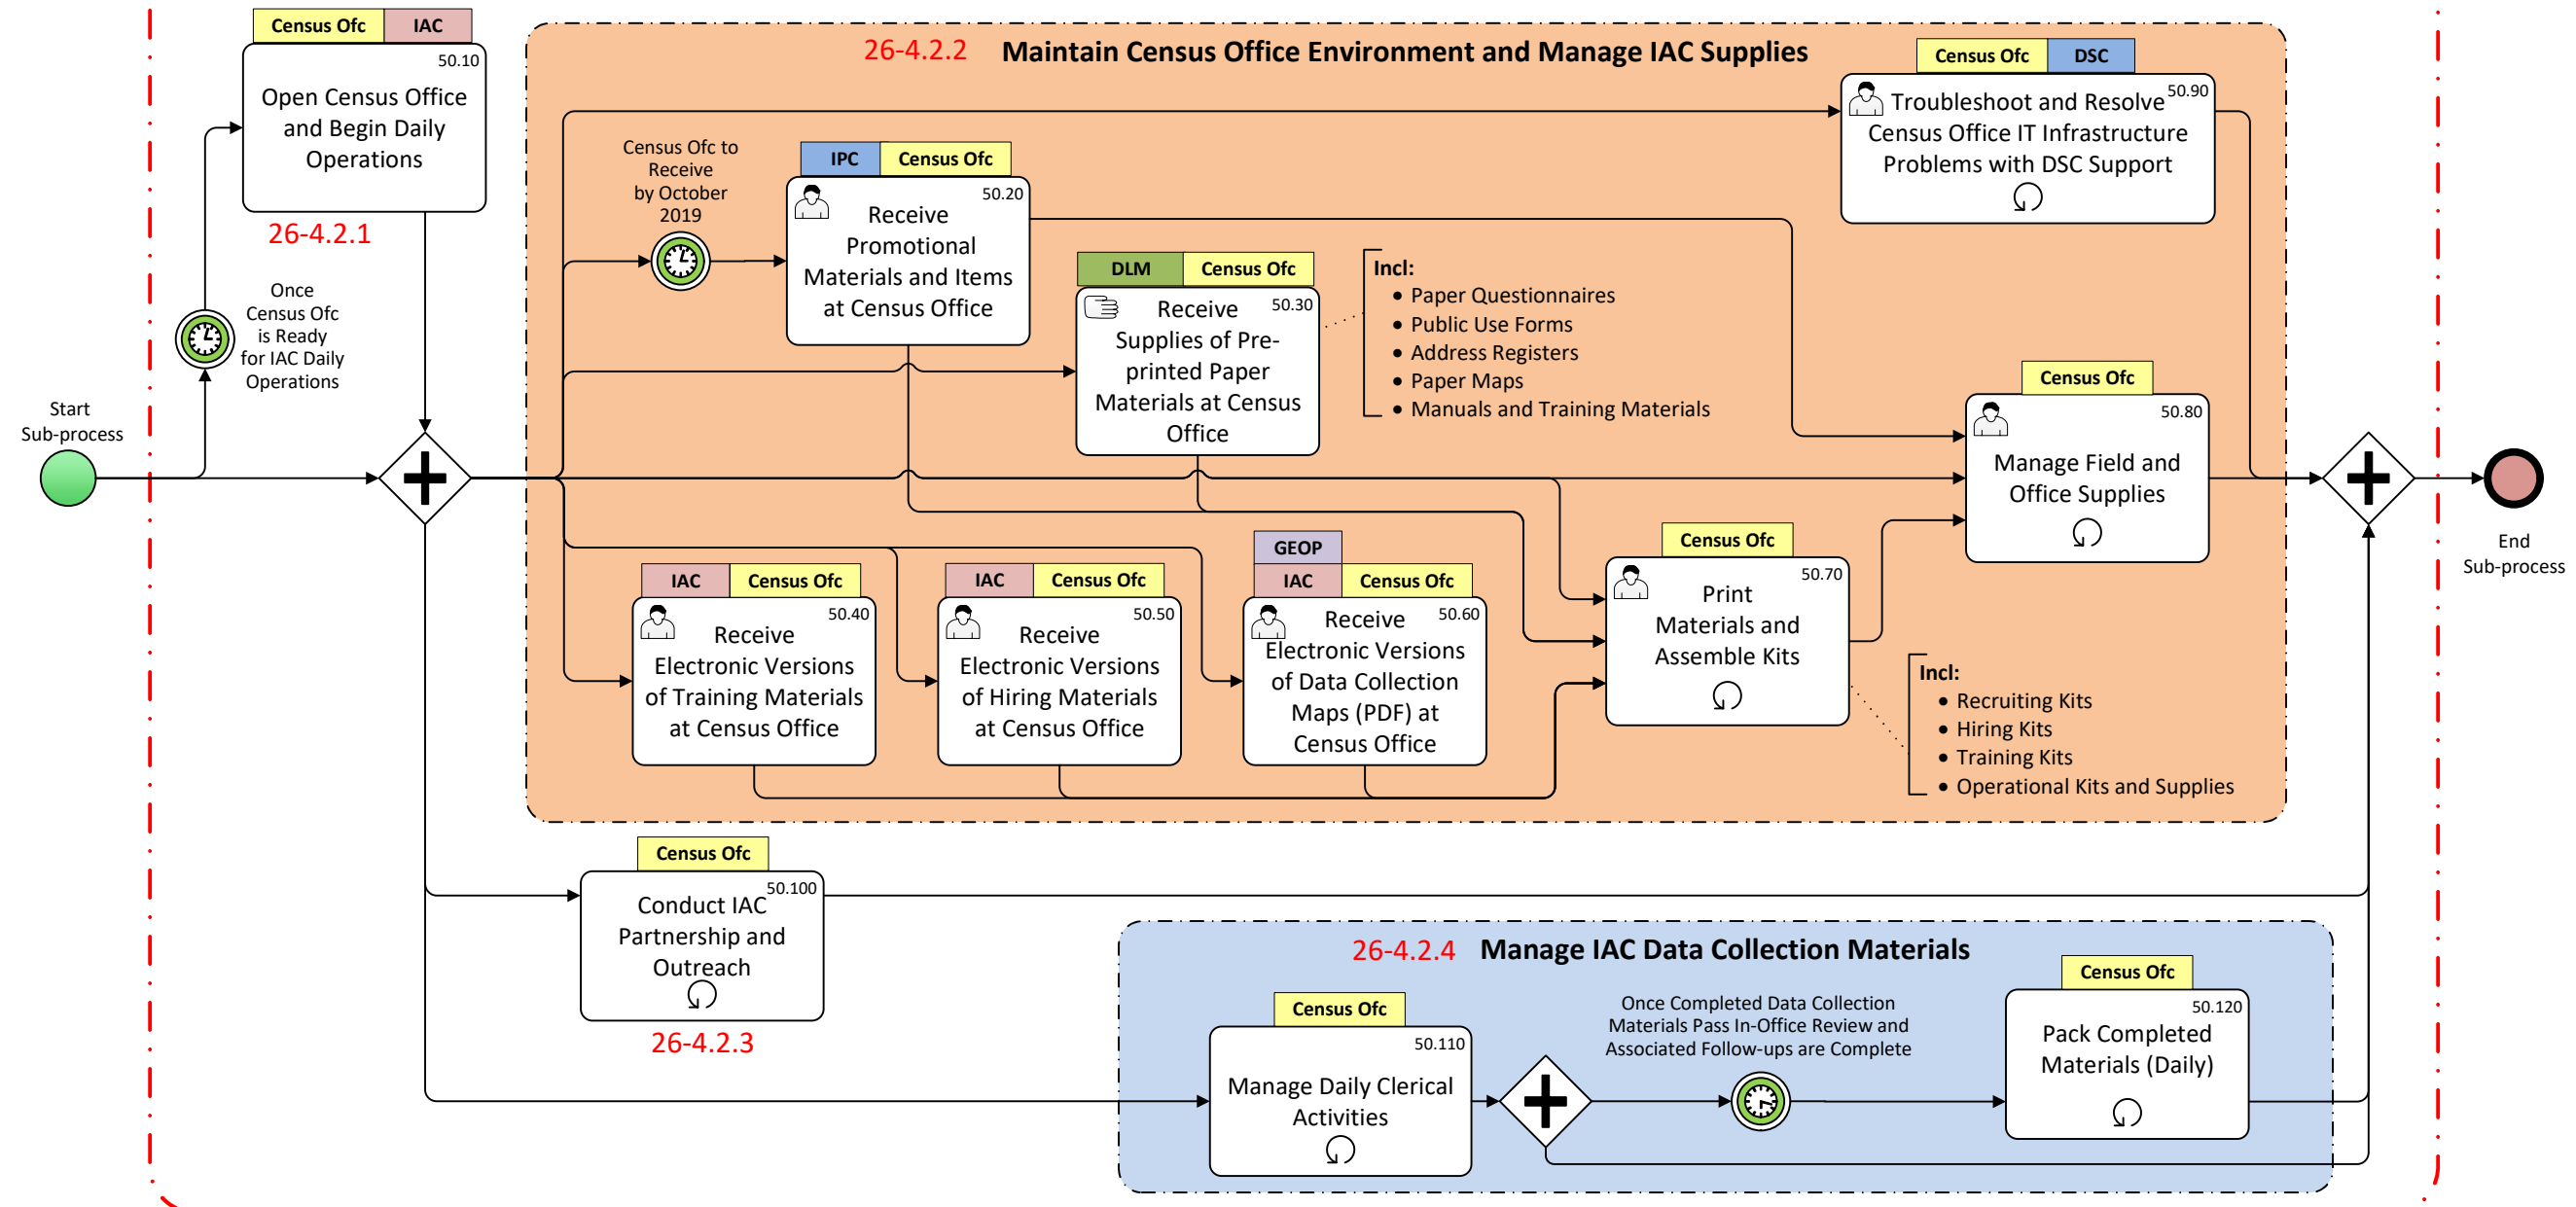 Census Ofc IAC
50.10
Open Census Office
and Begin Daily
Operations
26-4.2.1
Once
Census Ofc
is Ready
for IAC Daily
Operations
Start
Sub-process
26-4.2.2 Maintain Census Office Environment and Manage IAC Supplies
Census Ofc DSC
50.90
Troubleshoot and Resolve
Census Office IT Infrastructure
Problems with DSC Support
Census Ofc to
Receive
by October
2019
IPC Census Ofc
50.20
Receive
Promotional
Materials and Items
at Census Office
DLM Census Ofc
50.30
Receive
Supplies of Pre-
printed Paper
Materials at Census
Office
Incl:
• Paper Questionnaires
• Public Use Forms
• Address Registers
• Paper Maps
• Manuals and Training Materials
Census Ofc
50.80
Manage Field and
Office Supplies
IAC Census Ofc
50.40
Receive
Electronic Versions
of Training Materials
at Census Office
IAC Census Ofc
50.50
Receive
Electronic Versions
of Hiring Materials
at Census Office
GEOP
IAC Census Ofc
50.60
Receive
Electronic Versions
of Data Collection
Maps (PDF) at
Census Office
Census Ofc
50.70
Print
Materials and
Assemble Kits
Incl:
• Recruiting Kits
• Hiring Kits
• Training Kits
• Operational Kits and Supplies
End
Sub-process
Census Ofc
50.100
Conduct IAC
Partnership and
Outreach
26-4.2.3
26-4.2.4 Manage IAC Data Collection Materials
Census Ofc
50.110
Manage Daily Clerical
Activities
Once Completed Data Collection
Materials Pass In-Office Review and
Associated Follow-ups are Complete
Census Ofc
50.120
Pack Completed
Materials (Daily)